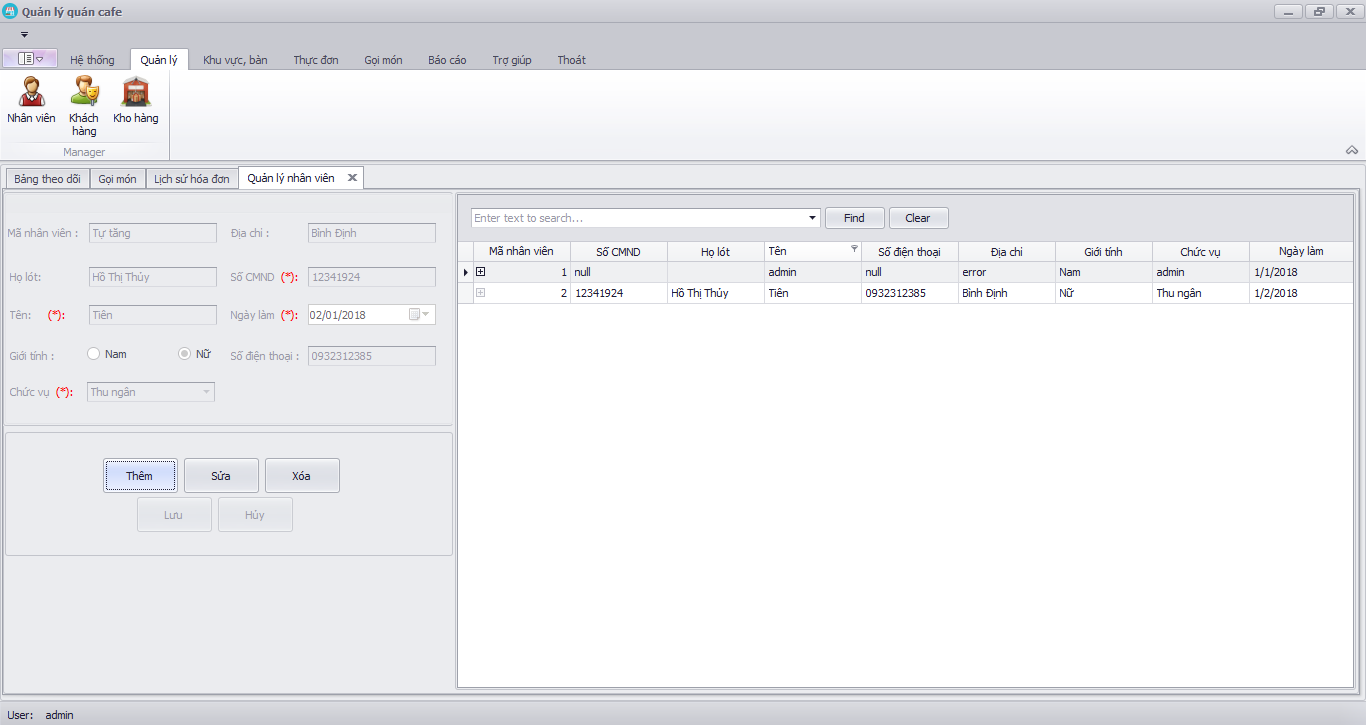 Quản lý quán cafe
Hệ thống Quản lý Khu vực, bàn Thực đơn Gọi món Báo cáo Trợ giúp Thoát
Nhân viên Khách hàng Kho hàng
Manager
Bảng theo dõi Gọi món Lịch sử hóa đơn Quản lý nhân viên
Mã nhân viên : Tự tăng Địa chỉ : Bình Định
Họ lót: Hồ Thị Thủy Số CMND (*): 12341924
Tên: (*): Tiên Ngày làm (*): 02/01/2018
Giới tính : Nam Nữ Số điện thoại : 0932312385
Chức vụ (*): Thu ngân
Thêm Sửa Xóa
Lưu Hủy
Enter text to search... Find Clear
Mã nhân viên Số CMND Họ lót Tên Số điện thoại Địa chỉ Giới tính Chức vụ Ngày làm
1 null admin null error Nam admin 1/1/2018
2 12341924 Hồ Thị Thủy Tiên 0932312385 Bình Định Nữ Thu ngân 1/2/2018
User: admin